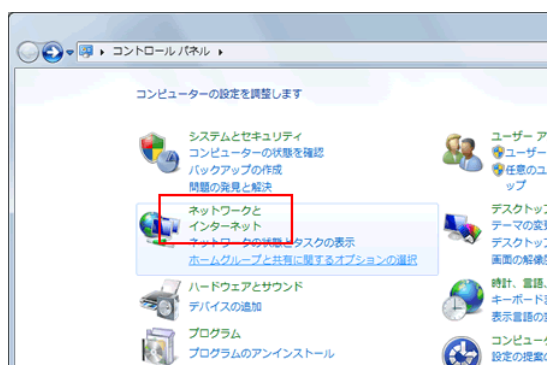 コントロール パネル
コンピューターの設定を調整します
システムとセキュリティ
コンピューターの状態を確認
バックアップの作成
問題の発見と解決
ネットワークと
インターネット
ネットワークの状態とタスクの表示
ホームグループと共有に関するオプションの選択
ハードウェアとサウンド
デバイスの追加
プログラム
プログラムのアンインストール
ユーザー ア
ユーザー
任意のユ
ップ
デスクトップ
テーマの変
デスクトップ
画面の解像
時計、言語、
キーボード
表示言語の
コンピュータ
設定の提案の